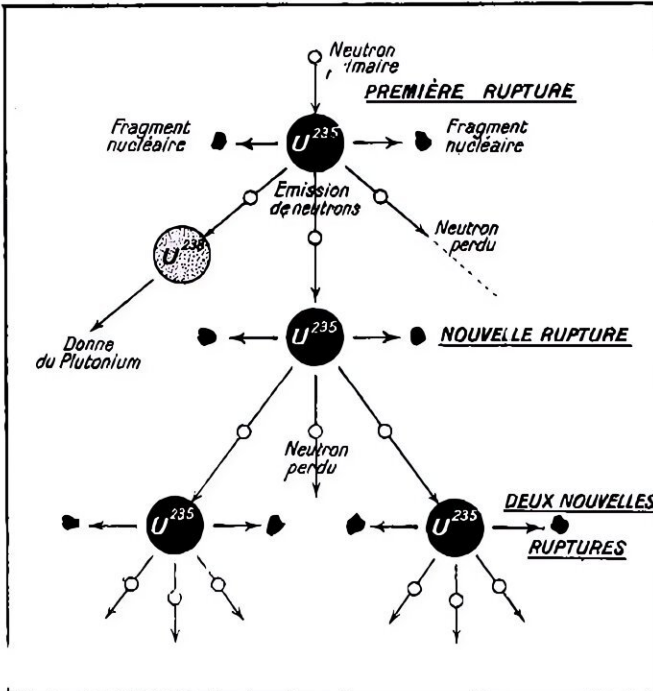 Neutron
PREMIÈRE RUPTURE
Fragment
nucléaire
U²³⁵
Fragment
nucléaire
Emission
de neutrons
Neutron
perdu
U²³⁸
Donne
du Plutonium
U²³⁵
NOUVELLE RUPTURE
Neutron
perdu
U²³⁵
U²³⁵
DEUX NOUVELLES
RUPTURES